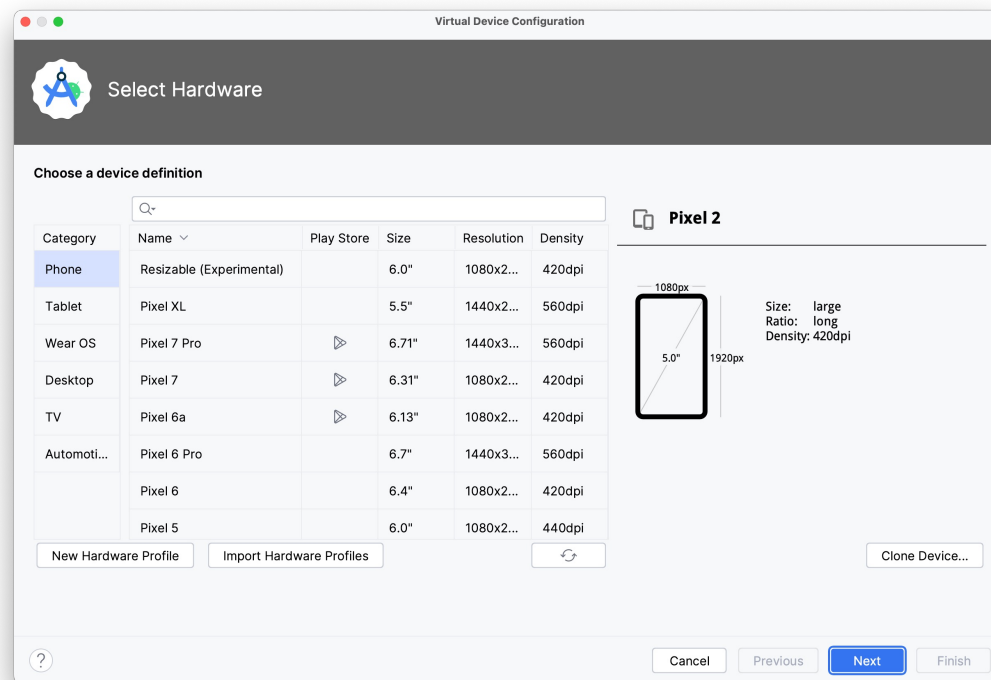 Virtual Device Configuration
Select Hardware
Choose a device definition
Category Name Play Store Size Resolution Density
Phone Resizable (Experimental) 6.0" 1080x2... 420dpi
Tablet Pixel XL 5.5" 1440x2... 560dpi
Wear OS Pixel 7 Pro 6.71" 1440x3... 560dpi
Desktop Pixel 7 6.31" 1080x2... 420dpi
TV Pixel 6a 6.13" 1080x2... 420dpi
Automoti... Pixel 6 Pro 6.7" 1440x3... 560dpi
Pixel 6 6.4" 1080x2... 420dpi
Pixel 5 6.0" 1080x2... 440dpi
New Hardware Profile Import Hardware Profiles
Pixel 2
1080px
5.0" 1920px
Size: large
Ratio: long
Density: 420dpi
Clone Device...
? Cancel Previous Next Finish